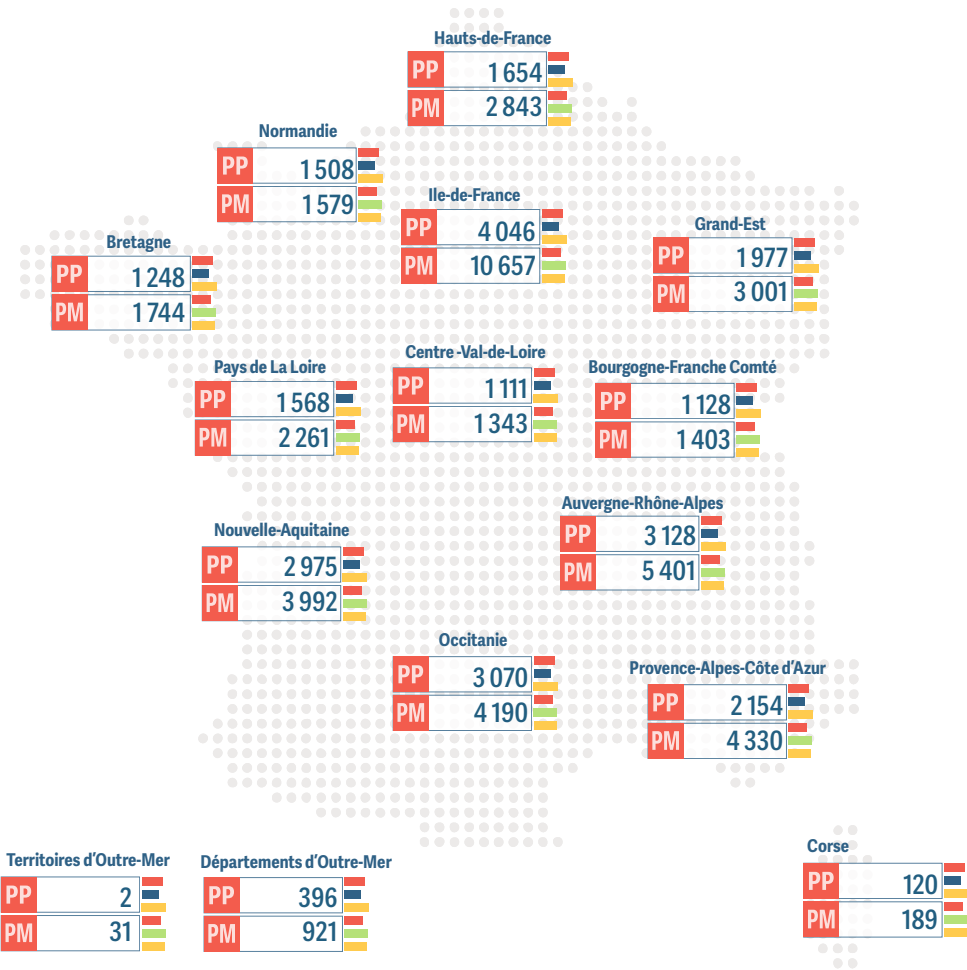 Hauts-de-France
PP 1 654
PM 2 843
Normandie
PP 1 508
PM 1 579
Ile-de-France
PP 4 046
PM 10 657
Grand-Est
PP 1 977
PM 3 001
Bretagne
PP 1 248
PM 1 744
Pays de La Loire
PP 1 568
PM 2 261
Centre -Val-de-Loire
PP 1 111
PM 1 343
Bourgogne-Franche Comté
PP 1 128
PM 1 403
Auvergne-Rhône-Alpes
PP 3 128
PM 5 401
Nouvelle-Aquitaine
PP 2 975
PM 3 992
Occitanie
PP 3 070
PM 4 190
Provence-Alpes-Côte d'Azur
PP 2 154
PM 4 330
Territoires d'Outre-Mer
PP 2
PM 31
Départements d'Outre-Mer
PP 396
PM 921
Corse
PP 120
PM 189